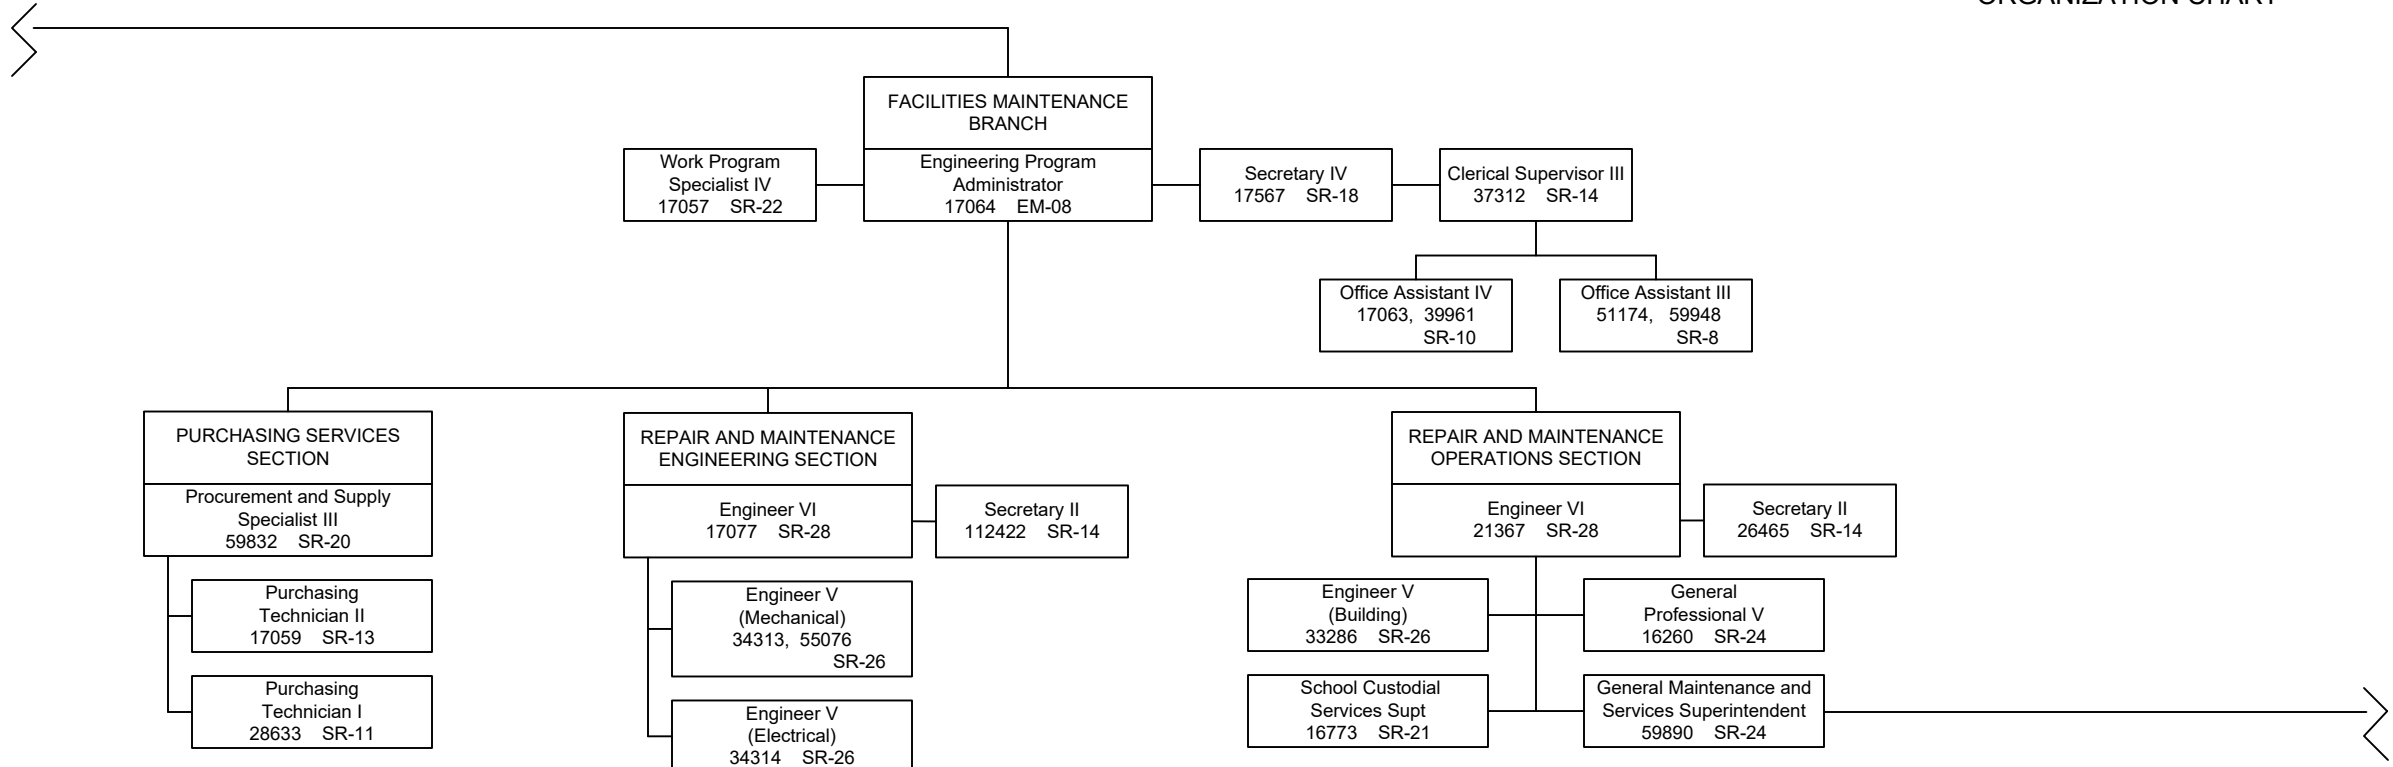 ORGANIZATION CHART
FACILITIES MAINTENANCE
BRANCH
Engineering Program
Administrator
17064 EM-08
Work Program
Specialist IV
17057 SR-22
Secretary IV
17567 SR-18
Clerical Supervisor III
37312 SR-14
Office Assistant IV
17063, 39961
SR-10
Office Assistant III
51174, 59948
SR-8
PURCHASING SERVICES
SECTION
Procurement and Supply
Specialist III
59832 SR-20
Purchasing
Technician II
17059 SR-13
Purchasing
Technician I
28633 SR-11
REPAIR AND MAINTENANCE
ENGINEERING SECTION
Engineer VI
17077 SR-28
Secretary II
112422 SR-14
Engineer V
(Mechanical)
34313, 55076
SR-26
Engineer V
(Electrical)
34314 SR-26
REPAIR AND MAINTENANCE
OPERATIONS SECTION
Engineer VI
21367 SR-28
Secretary II
26465 SR-14
Engineer V
(Building)
33286 SR-26
General
Professional V
16260 SR-24
School Custodial
Services Supt
16773 SR-21
General Maintenance and
Services Superintendent
59890 SR-24